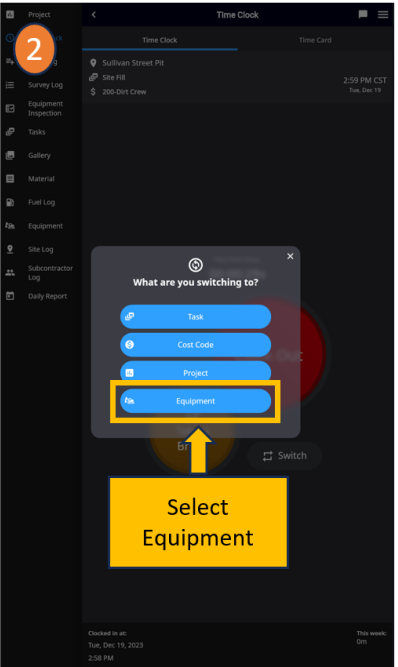 Project
Time Clock
2
Survey Log
Equipment
Inspection
Tasks
Gallery
Material
Fuel Log
Equipment
Site Log
Subcontractor
Log
Daily Report
Time Clock
Time Card
Sullivan Street Pit
Site Fill
$ 200-Dirt Crew
2:59 PM CST
Tue, Dec 19
What are you switching to?
Task
Cost Code
Project
Equipment
Out
Br
Switch
Select
Equipment
Clocked in at:
Tue, Dec 19, 2023
2:58 PM
This week:
0m